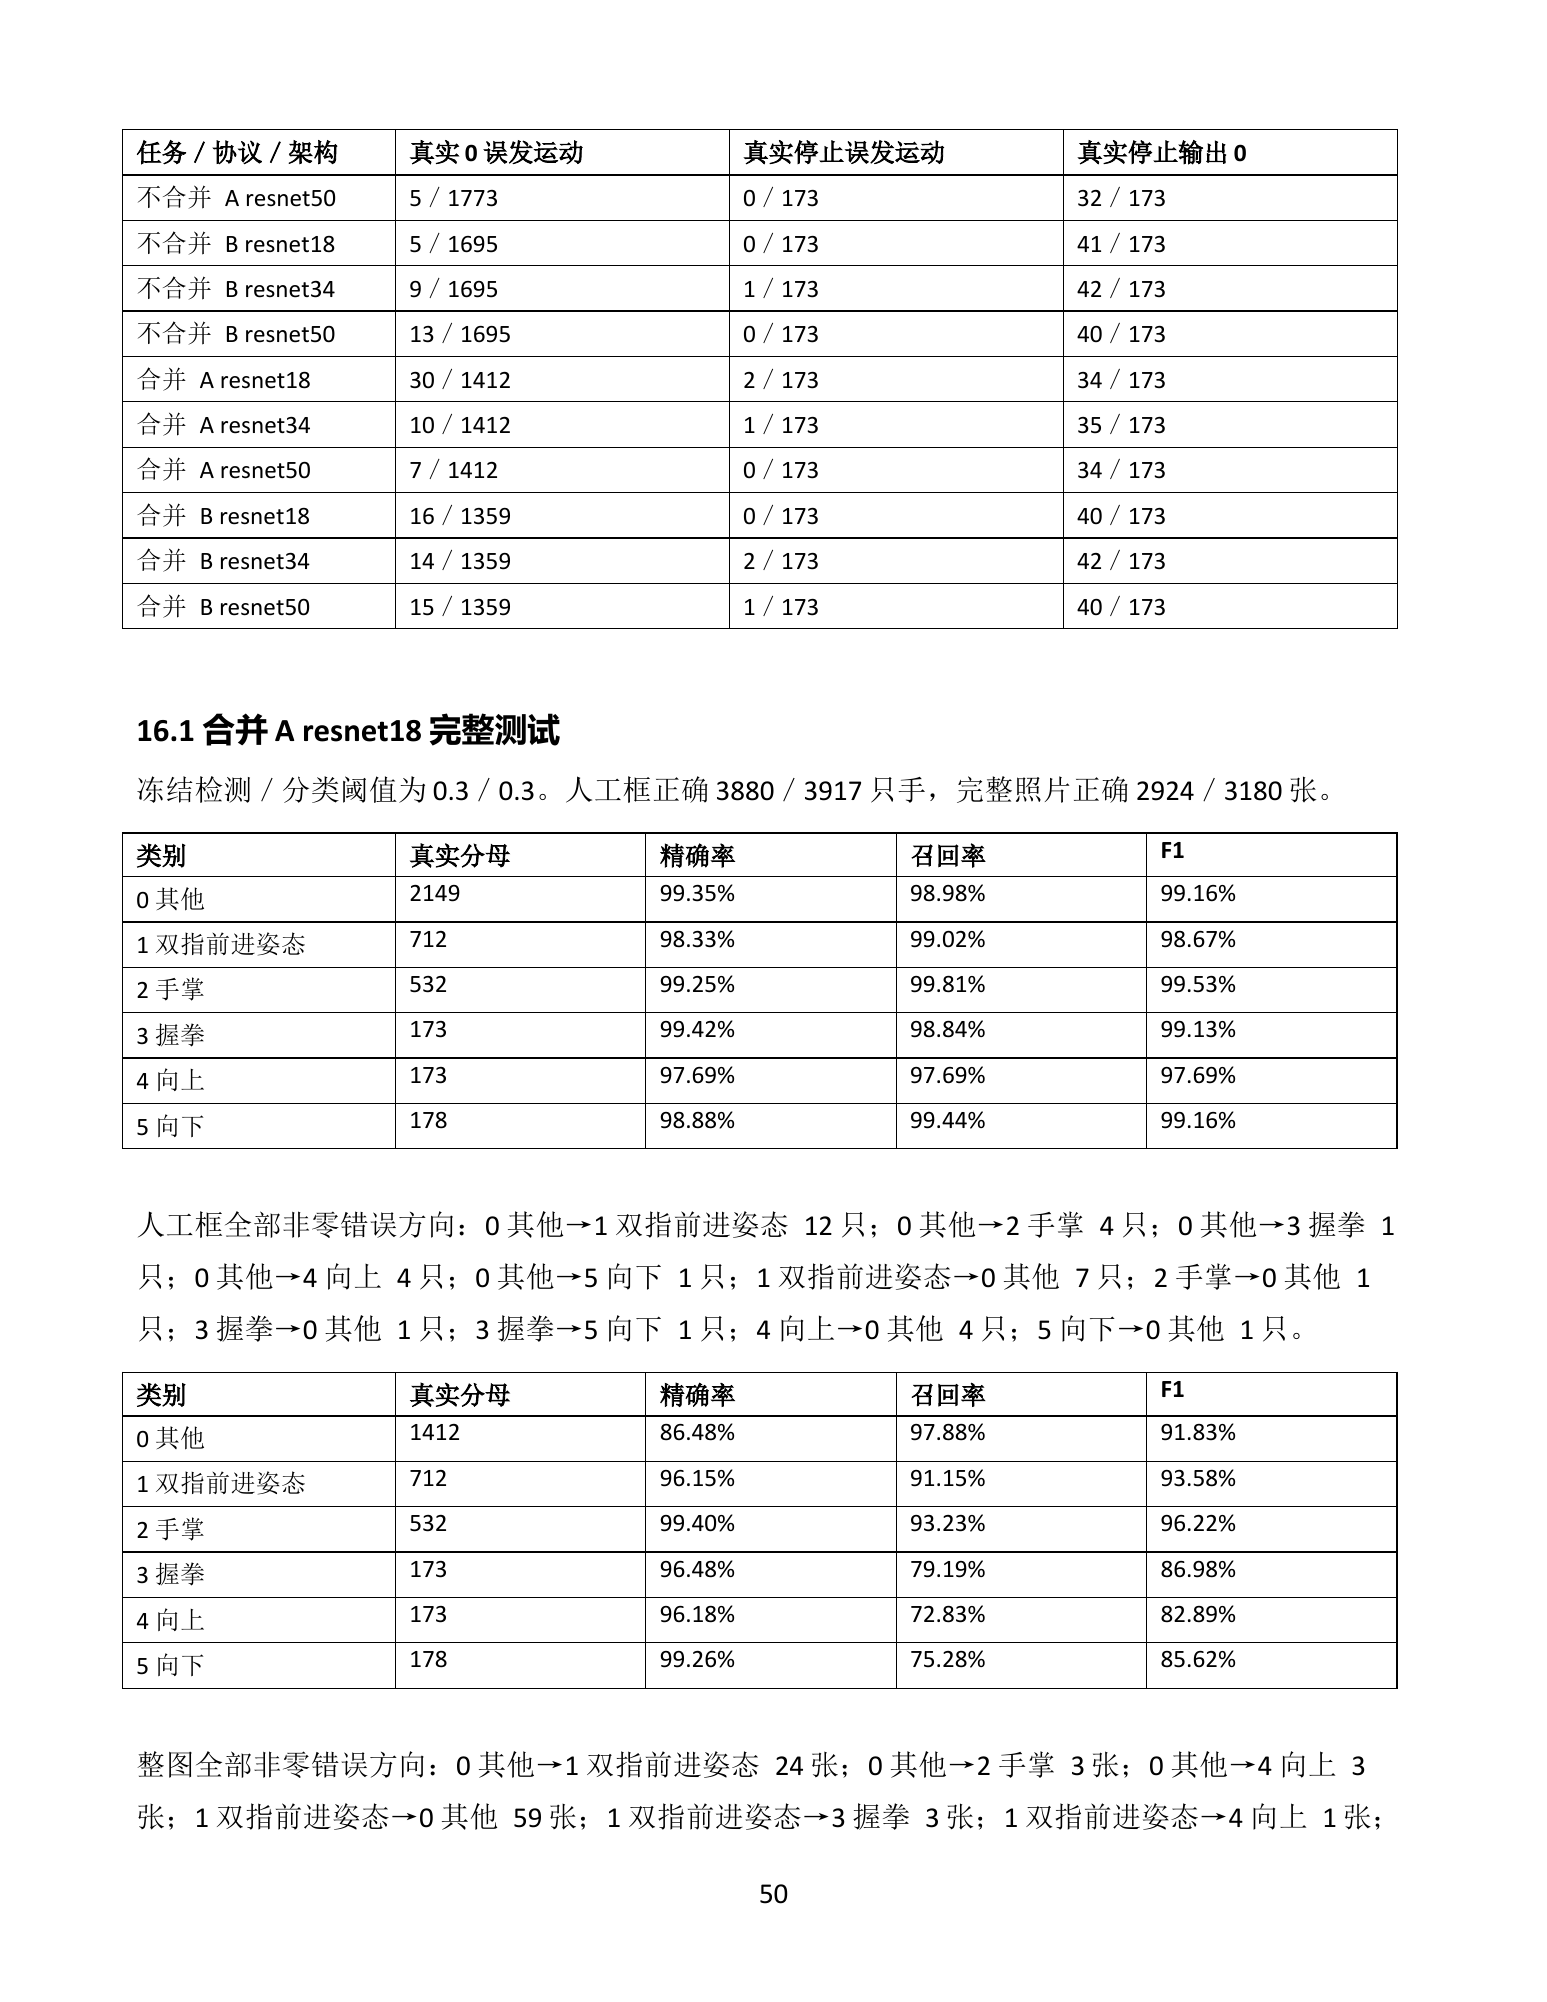 任务／协议／架构 真实 0 误发运动 真实停止误发运动 真实停止输出 0
不合并 A resnet50 5／1773 0／173 32／173
不合并 B resnet18 5／1695 0／173 41／173
不合并 B resnet34 9／1695 1／173 42／173
不合并 B resnet50 13／1695 0／173 40／173
合并 A resnet18 30／1412 2／173 34／173
合并 A resnet34 10／1412 1／173 35／173
合并 A resnet50 7／1412 0／173 34／173
合并 B resnet18 16／1359 0／173 40／173
合并 B resnet34 14／1359 2／173 42／173
合并 B resnet50 15／1359 1／173 40／173
16.1 合并 A resnet18 完整测试
冻结检测／分类阈值为 0.3／0.3。人工框正确 3880／3917 只手，完整照片正确 2924／3180 张。
类别 真实分母 精确率 召回率 F1
0 其他 2149 99.35% 98.98% 99.16%
1 双指前进姿态 712 98.33% 99.02% 98.67%
2 手掌 532 99.25% 99.81% 99.53%
3 握拳 173 99.42% 98.84% 99.13%
4 向上 173 97.69% 97.69% 97.69%
5 向下 178 98.88% 99.44% 99.16%
人工框全部非零错误方向：0 其他→1 双指前进姿态 12 只；0 其他→2 手掌 4 只；0 其他→3 握拳 1
只；0 其他→4 向上 4 只；0 其他→5 向下 1 只；1 双指前进姿态→0 其他 7 只；2 手掌→0 其他 1
只；3 握拳→0 其他 1 只；3 握拳→5 向下 1 只；4 向上→0 其他 4 只；5 向下→0 其他 1 只。
类别 真实分母 精确率 召回率 F1
0 其他 1412 86.48% 97.88% 91.83%
1 双指前进姿态 712 96.15% 91.15% 93.58%
2 手掌 532 99.40% 93.23% 96.22%
3 握拳 173 96.48% 79.19% 86.98%
4 向上 173 96.18% 72.83% 82.89%
5 向下 178 99.26% 75.28% 85.62%
整图全部非零错误方向：0 其他→1 双指前进姿态 24 张；0 其他→2 手掌 3 张；0 其他→4 向上 3
张；1 双指前进姿态→0 其他 59 张；1 双指前进姿态→3 握拳 3 张；1 双指前进姿态→4 向上 1 张；
50